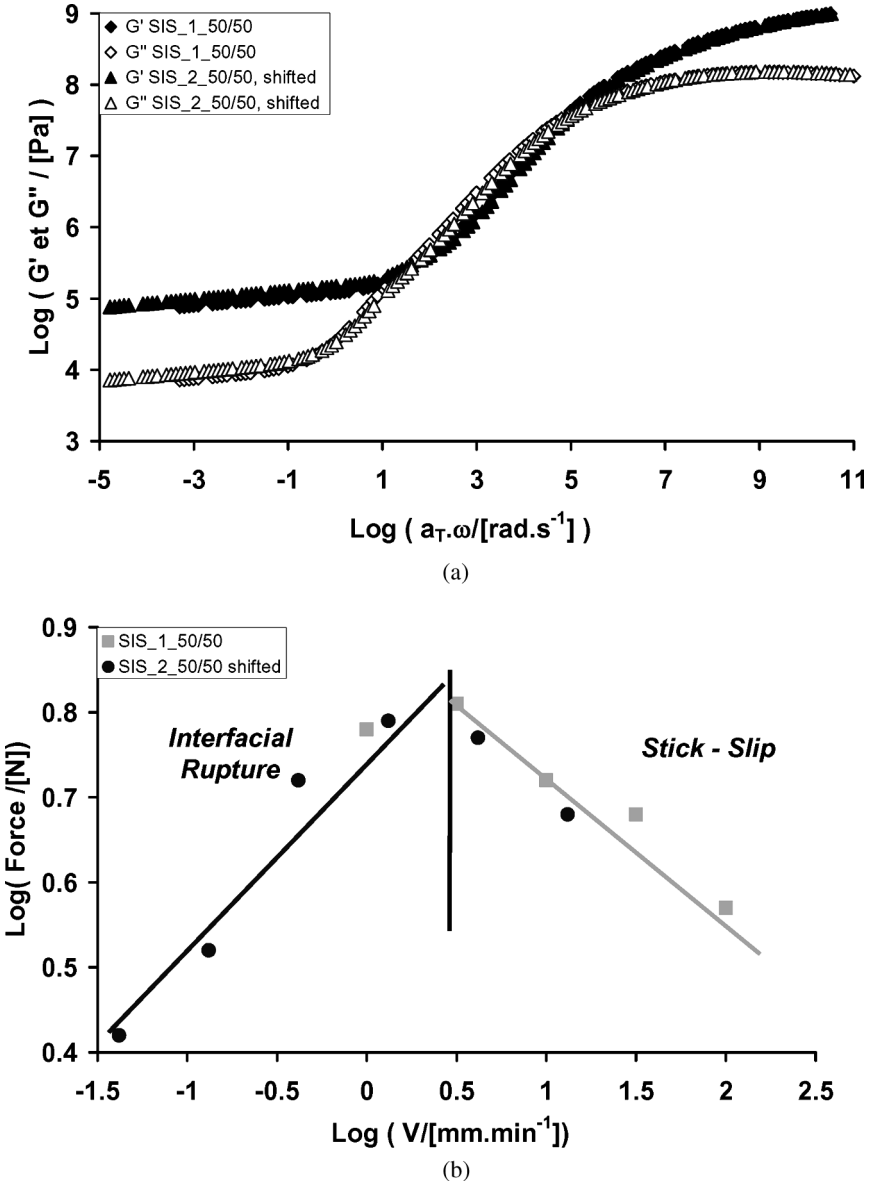 9
8
7
6
5
4
3
G' SIS_1_50/50
G" SIS_1_50/50
G' SIS_2_50/50, shifted
G" SIS_2_50/50, shifted
Log ( G' et G" / [Pa] )
-5 -3 -1 1 3 5 7 9 11
Log ( aT.ω/[rad.s-1] )
(a)
0.9
0.8
0.7
0.6
0.5
0.4
SIS_1_50/50
SIS_2_50/50 shifted
Interfacial
Rupture
Stick - Slip
Log( Force /[N])
-1.5 -1 -0.5 0 0.5 1 1.5 2 2.5
Log ( V/[mm.min-1])
(b)